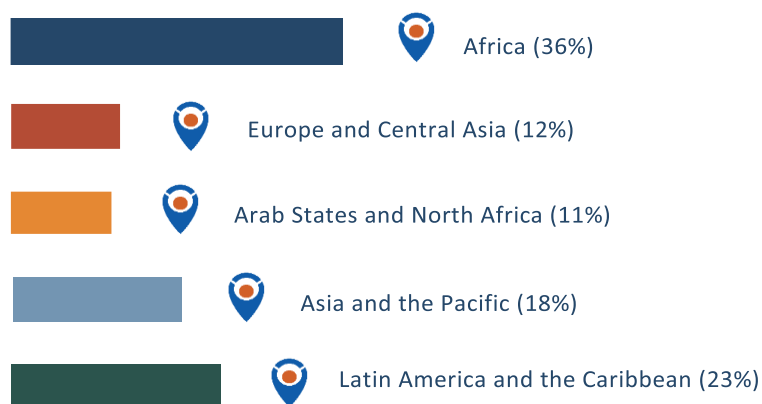 Africa (36%)
Europe and Central Asia (12%)
Arab States and North Africa (11%)
Asia and the Pacific (18%)
Latin America and the Caribbean (23%)